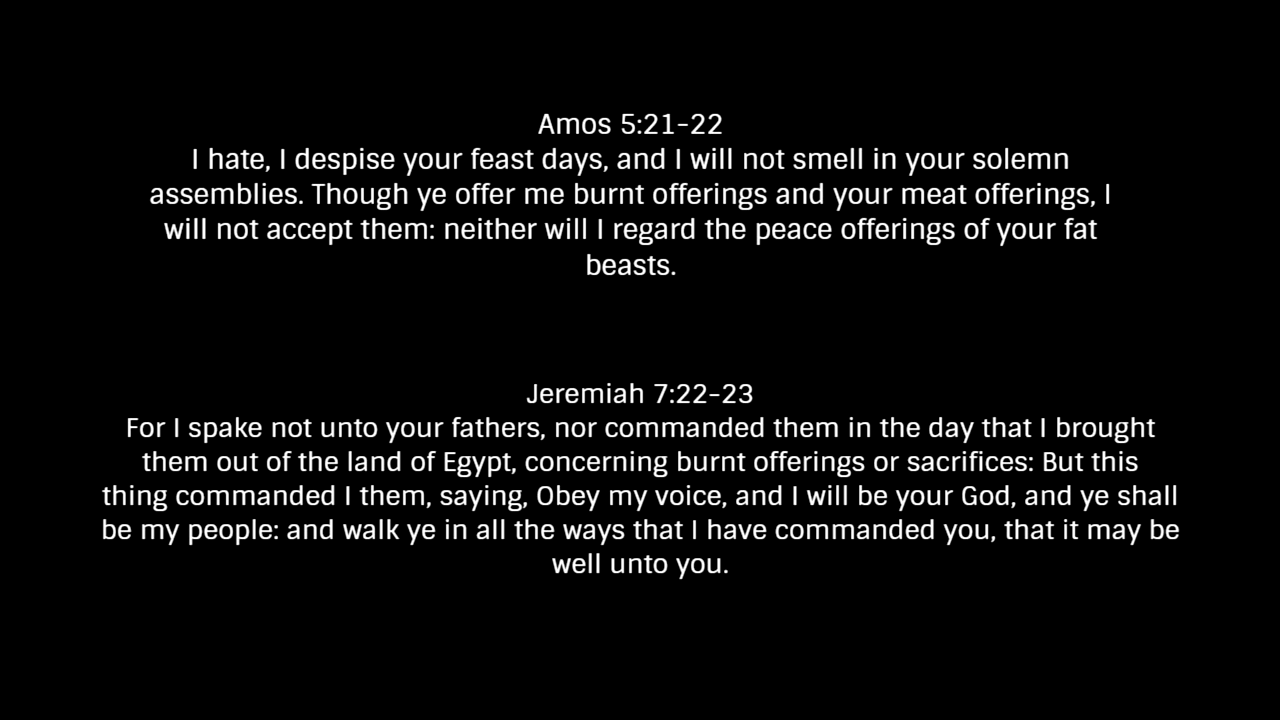 Amos 5:21-22
I hate, I despise your feast days, and I will not smell in your solemn
assemblies. Though ye offer me burnt offerings and your meat offerings, I
will not accept them: neither will I regard the peace offerings of your fat
beasts.
Jeremiah 7:22-23
For I spake not unto your fathers, nor commanded them in the day that I brought
them out of the land of Egypt, concerning burnt offerings or sacrifices: But this
thing commanded I them, saying, Obey my voice, and I will be your God, and ye shall
be my people: and walk ye in all the ways that I have commanded you, that it may be
well unto you.